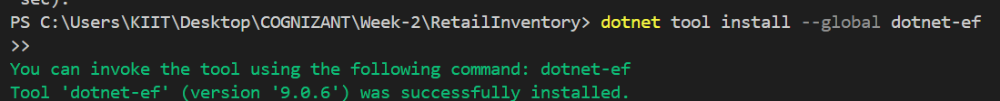 sec).
PS C:\Users\KIIT\Desktop\COGNIZANT\Week-2\RetailInventory> dotnet tool install --global dotnet-ef
>>
You can invoke the tool using the following command: dotnet-ef
Tool 'dotnet-ef' (version '9.0.6') was successfully installed.